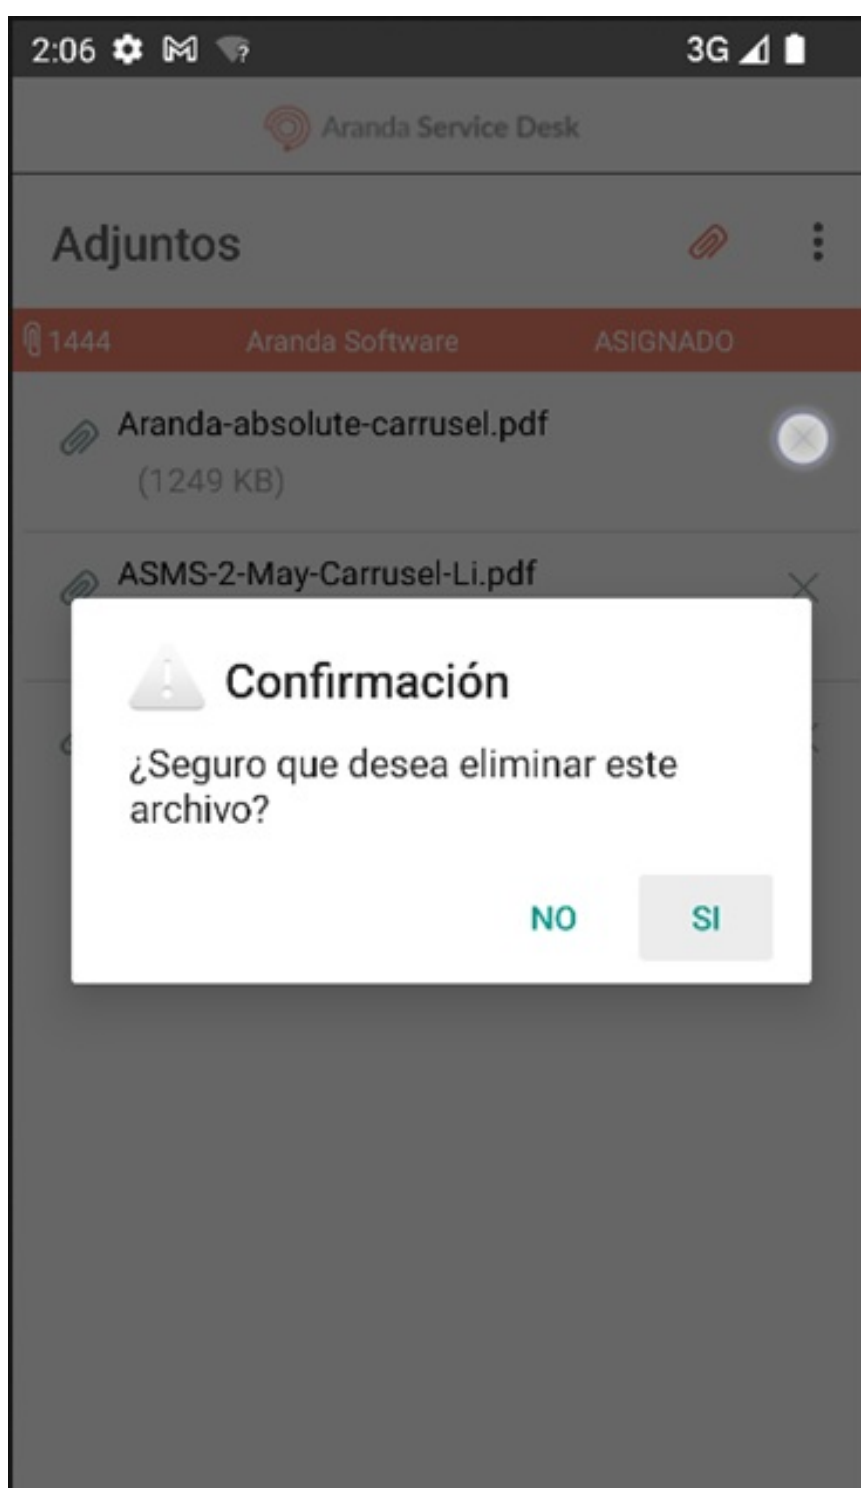 2:06 3G
Aranda Service Desk
Adjuntos
1444 Aranda Software ASIGNADO
Aranda-absolute-carrusel.pdf
(1249 KB)
ASMS-2-May-Carrusel-Li.pdf
Confirmación
¿Seguro que desea eliminar este
archivo?
NO SI